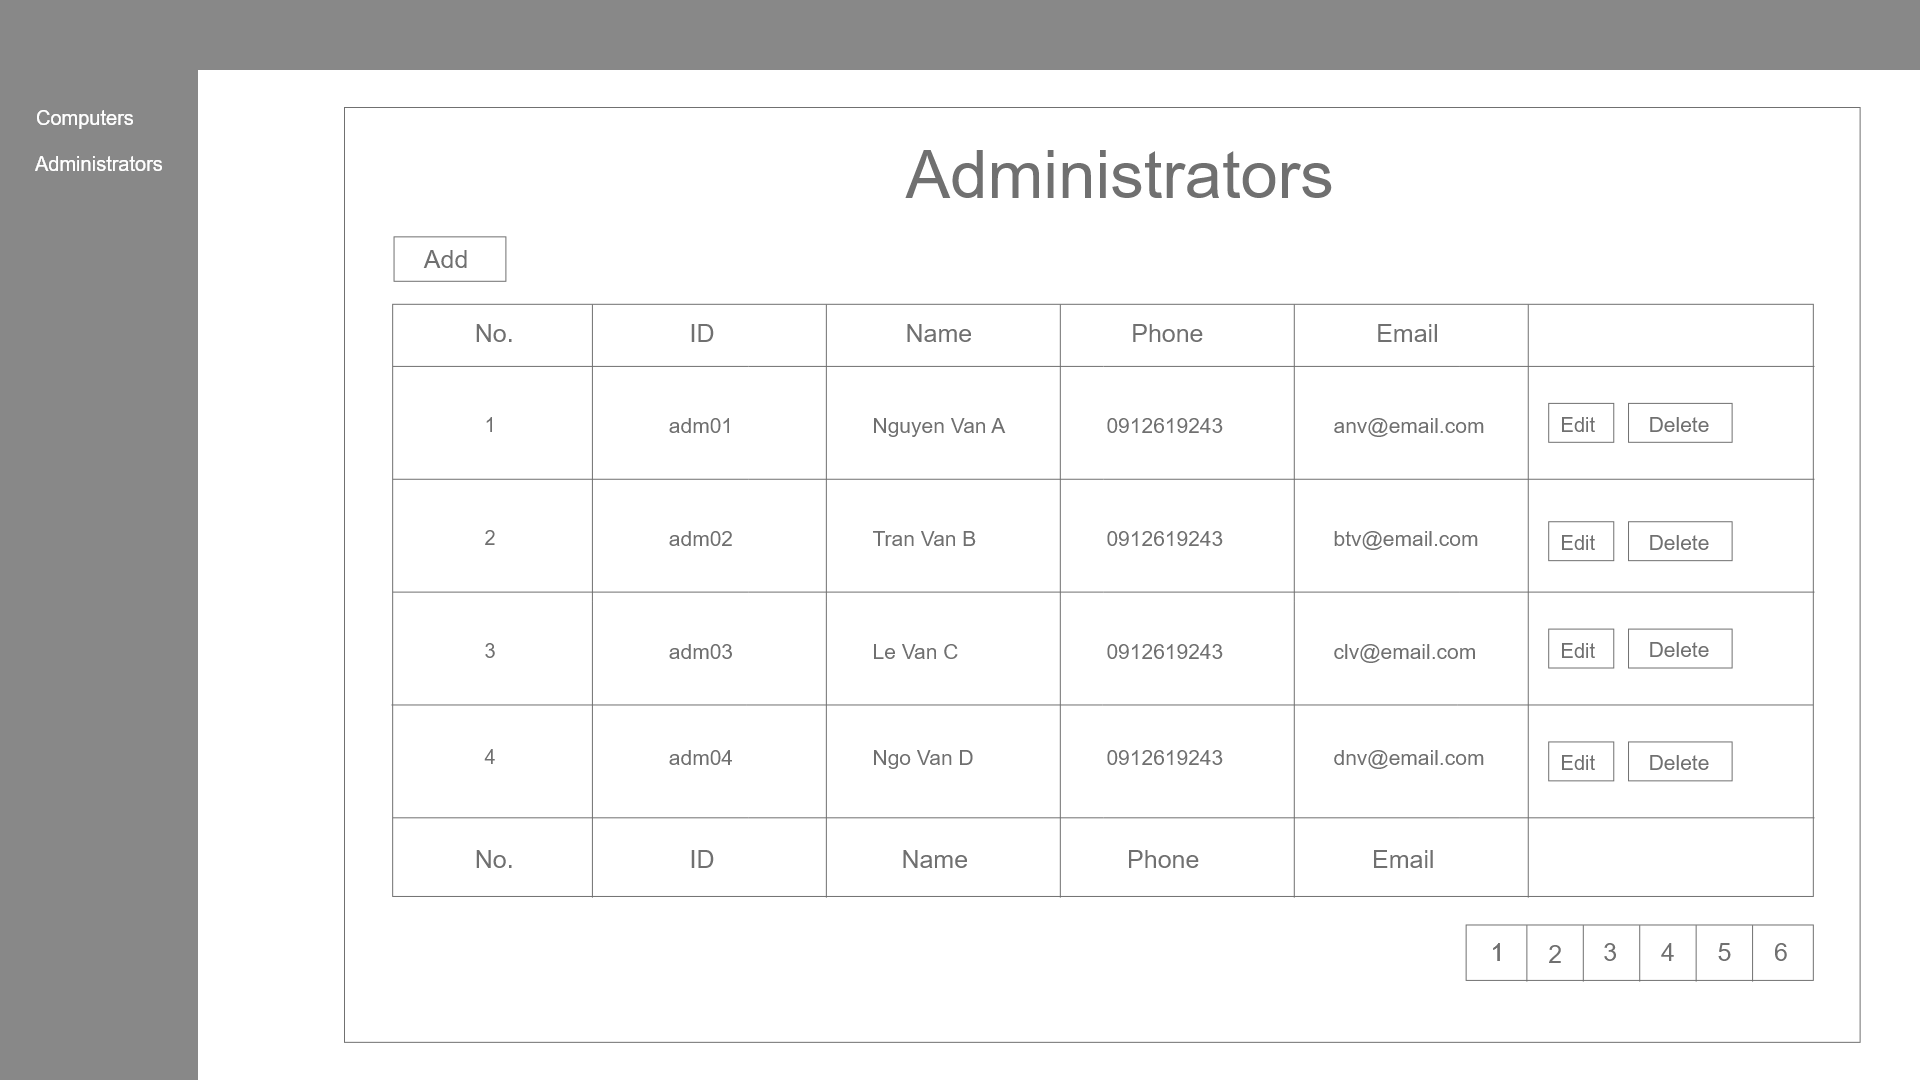 Computers
Administrators
Administrators
Add
No. ID Name Phone Email
1 adm01 Nguyen Van A 0912619243 anv@email.com Edit Delete
2 adm02 Tran Van B 0912619243 btv@email.com Edit Delete
3 adm03 Le Van C 0912619243 clv@email.com Edit Delete
4 adm04 Ngo Van D 0912619243 dnv@email.com Edit Delete
No. ID Name Phone Email
1 2 3 4 5 6